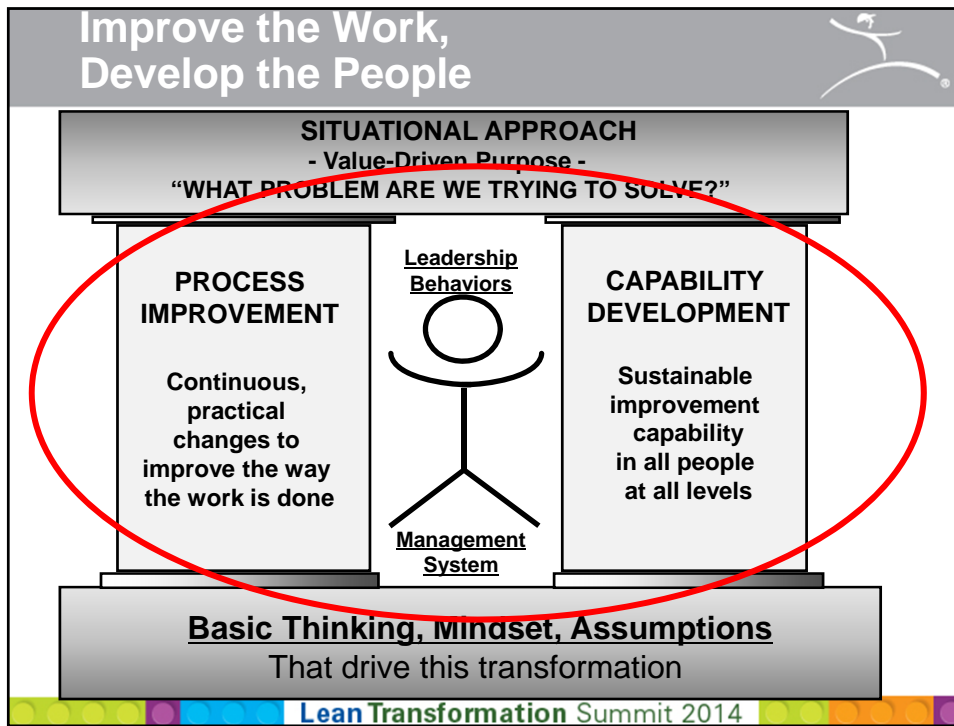 Improve the Work,
Develop the People
®
SITUATIONAL APPROACH
- Value-Driven Purpose -
“WHAT PROBLEM ARE WE TRYING TO SOLVE?”
PROCESS
IMPROVEMENT
Continuous,
practical
changes to
improve the way
the work is done
Leadership
Behaviors
Management
System
CAPABILITY
DEVELOPMENT
Sustainable
improvement
capability
in all people
at all levels
Basic Thinking, Mindset, Assumptions
That drive this transformation
Lean Transformation Summit 2014